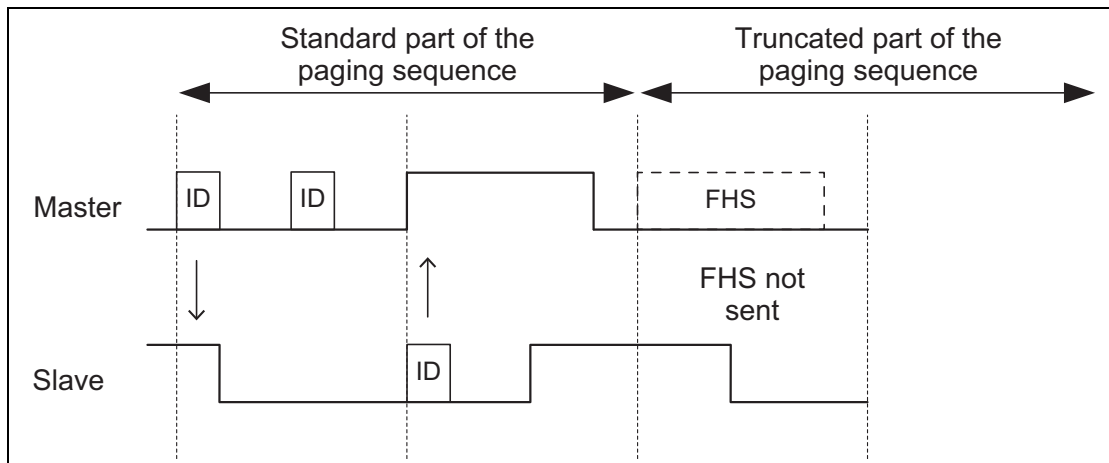 Standard part of the
paging sequence
Truncated part of the
paging sequence
Master
ID
ID
FHS
FHS not
sent
Slave
ID